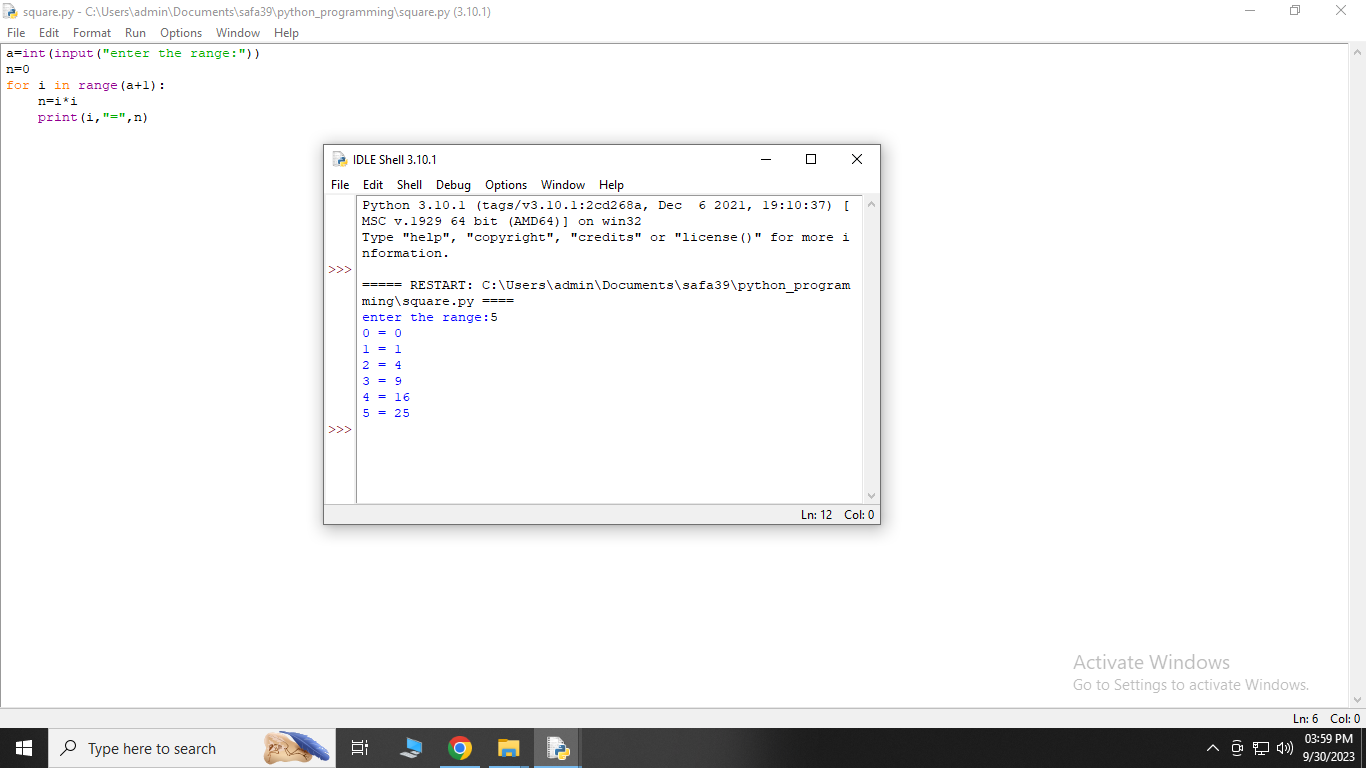 square.py - C:\Users\admin\Documents\safa39\python_programming\square.py (3.10.1)
File Edit Format Run Options Window Help
a=int(input("enter the range:"))
n=0
for i in range(a+1):
    n=i*i
    print(i,"=",n)
IDLE Shell 3.10.1
File Edit Shell Debug Options Window Help
Python 3.10.1 (tags/v3.10.1:2cd268a, Dec  6 2021, 19:10:37) [
MSC v.1929 64 bit (AMD64)] on win32
Type "help", "copyright", "credits" or "license()" for more i
nformation.
>>>
===== RESTART: C:\Users\admin\Documents\safa39\python_program
ming\square.py ====
enter the range:5
0 = 0
1 = 1
2 = 4
3 = 9
4 = 16
5 = 25
>>>
Ln: 12 Col: 0
Activate Windows
Go to Settings to activate Windows.
Ln: 6 Col: 0
Type here to search
03:59 PM
9/30/2023